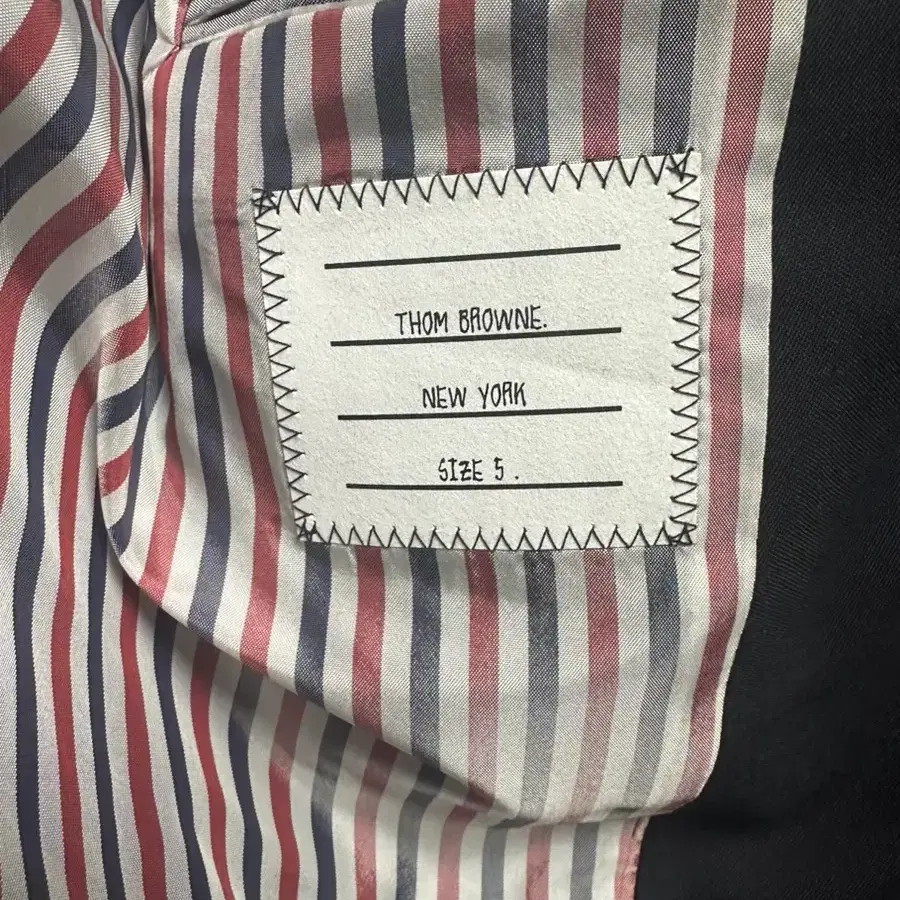 THOM BROWNE.
NEW YORK
SIZE 5 .